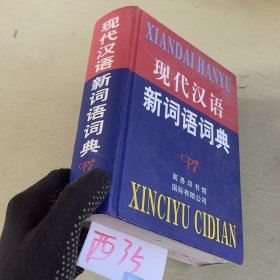 现代汉语新词语词典
XIANDAI HANYU
现代汉语
新词语词典
商务印书馆
国际有限公司
XINCIYU CIDIAN
西35